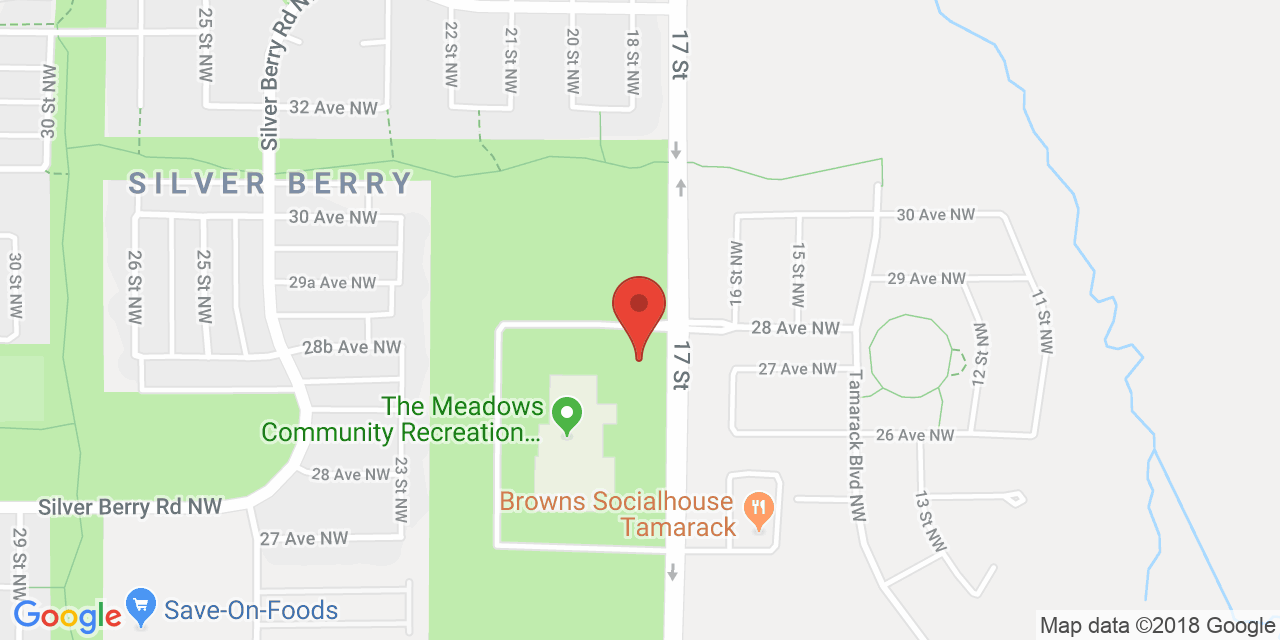 25 St NW
Silver Berry Rd NW
22 St NW
21 St NW
20 St NW
18 St NW
17 St
30 St NW
32 Ave NW
SILVER BERRY
30 Ave NW
30 Ave NW
26 St NW
25 St NW
30 St NW
16 St NW
15 St NW
29a Ave NW
29 Ave NW
11 St NW
28 Ave NW
28b Ave NW
17 St
12 St NW
27 Ave NW
Tamarack Blvd NW
The Meadows
Community Recreation...
26 Ave NW
28 Ave NW
23 St NW
Silver Berry Rd NW
Browns Socialhouse
Tamarack
13 St NW
27 Ave NW
29 St NW
Google
Save-On-Foods
Map data ©2018 Google